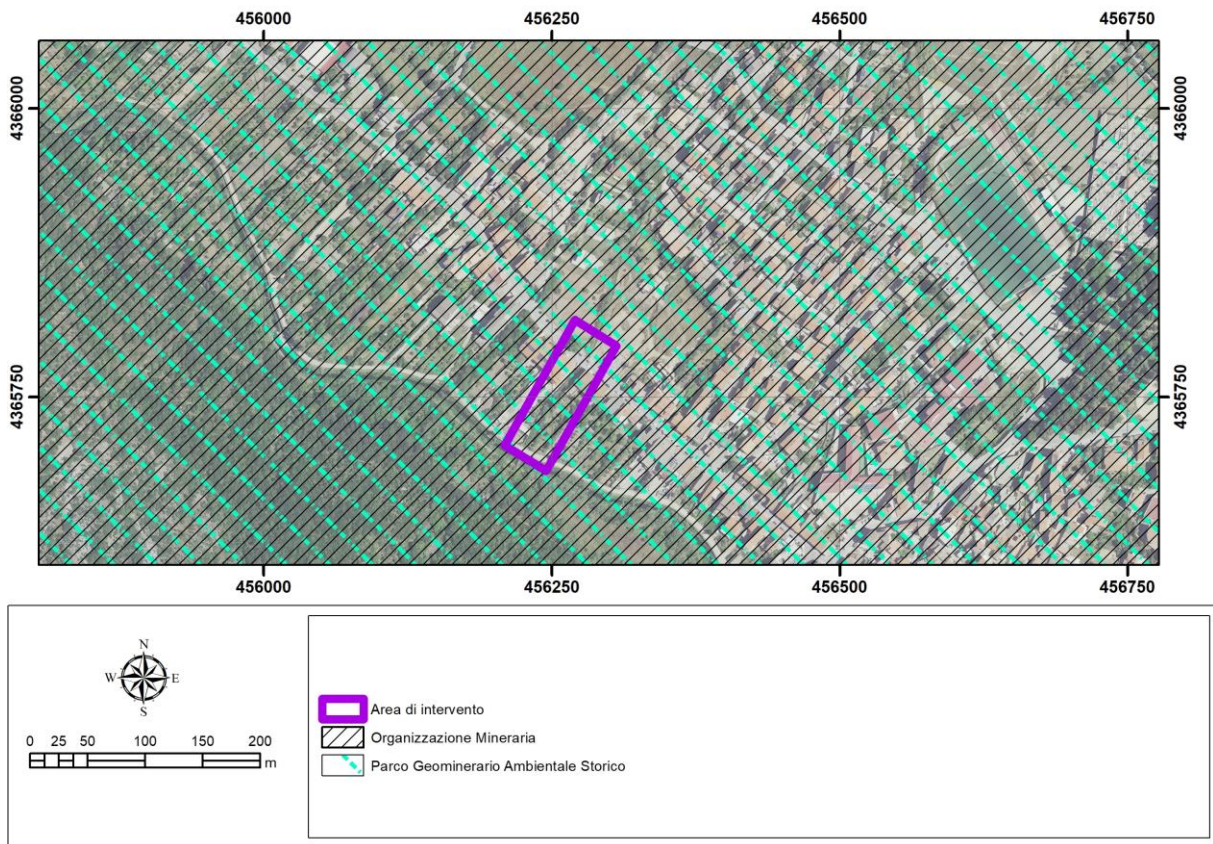 456000 456250 456500 456750
4366000 4366000
4365750 4365750
456000 456250 456500 456750
N
W E
S
0 25 50 100 150 200
m
Area di intervento
Organizzazione Mineraria
Parco Geominerario Ambientale Storico